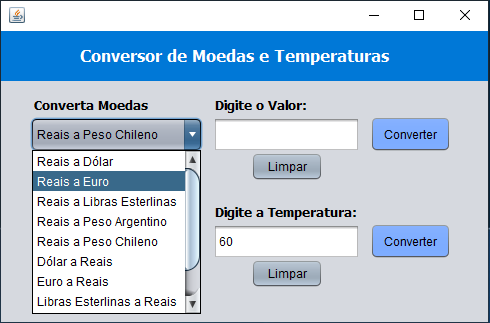 Conversor de Moedas e Temperaturas
Converta Moedas
Digite o Valor:
Reais a Peso Chileno
Converter
Reais a Dólar
Reais a Euro
Reais a Libras Esterlinas
Reais a Peso Argentino
Reais a Peso Chileno
Dólar a Reais
Euro a Reais
Libras Esterlinas a Reais
Limpar
Digite a Temperatura:
60
Converter
Limpar